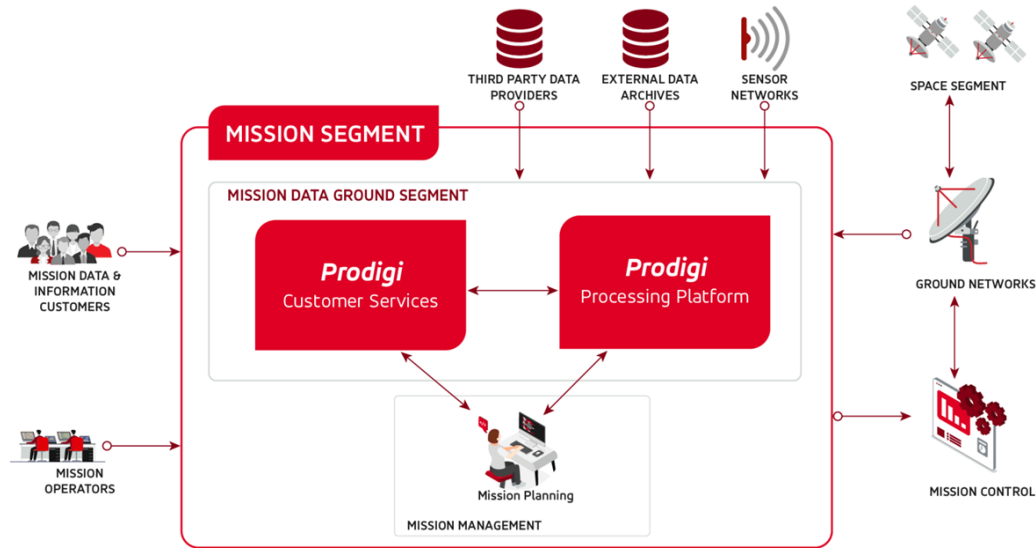 THIRD PARTY DATA
PROVIDERS
EXTERNAL DATA
ARCHIVES
SENSOR
NETWORKS
SPACE SEGMENT
MISSION SEGMENT
MISSION DATA GROUND SEGMENT
Prodigi
Customer Services
Prodigi
Processing Platform
MISSION DATA &
INFORMATION
CUSTOMERS
GROUND NETWORKS
MISSION
OPERATORS
Mission Planning
MISSION MANAGEMENT
MISSION CONTROL